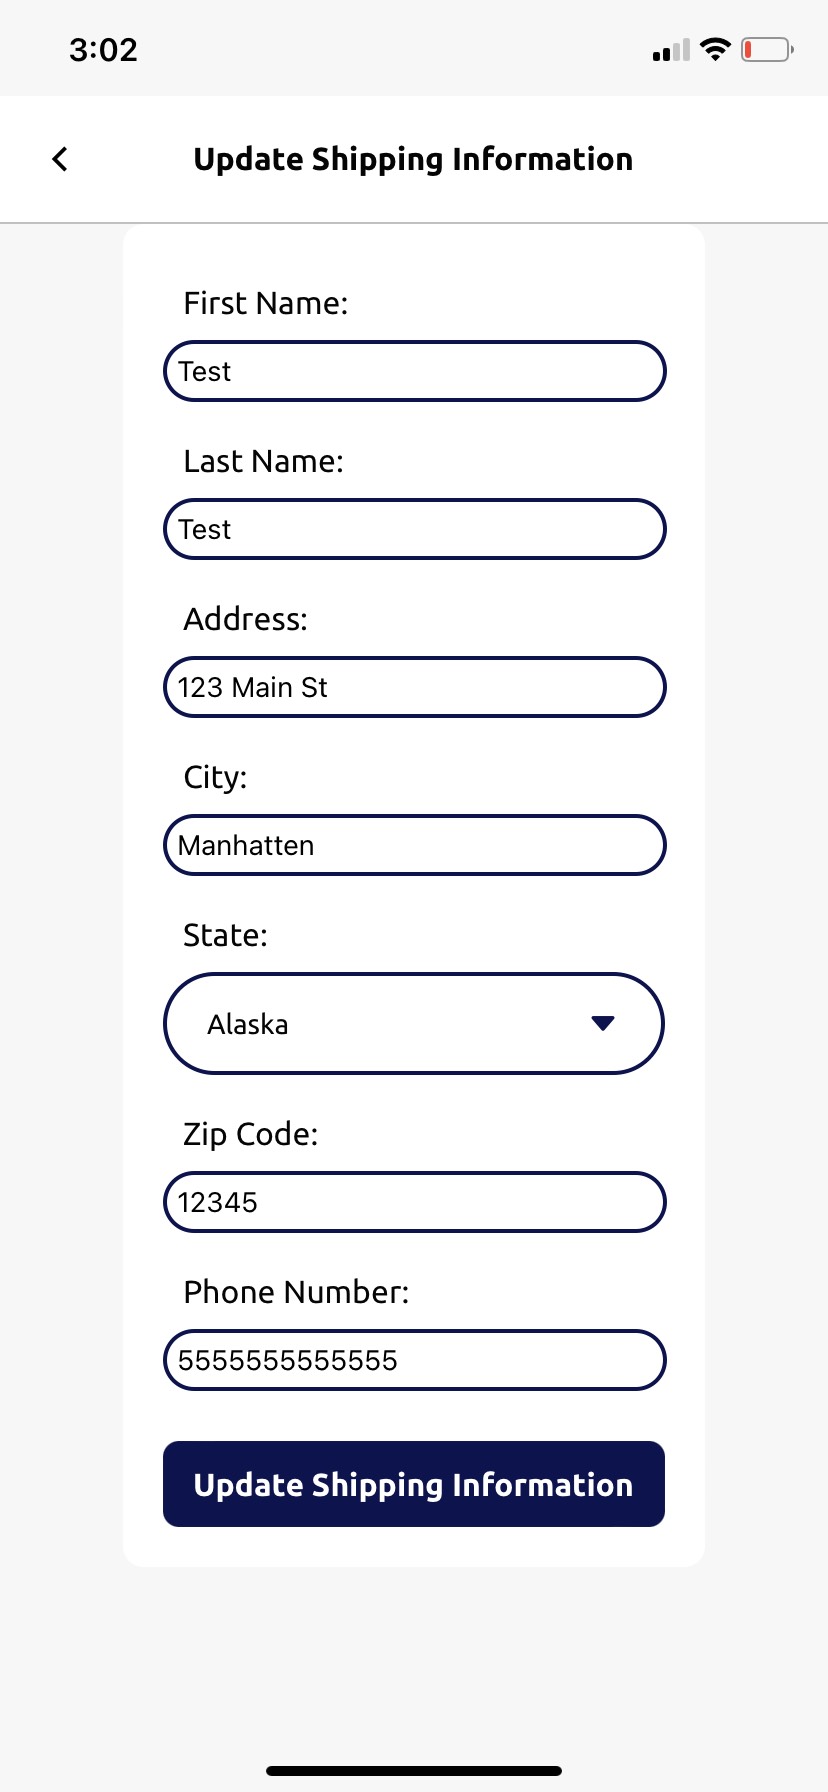 3:02
Update Shipping Information
First Name:
Test
Last Name:
Test
Address:
123 Main St
City:
Manhatten
State:
Alaska
Zip Code:
12345
Phone Number:
5555555555555
Update Shipping Information